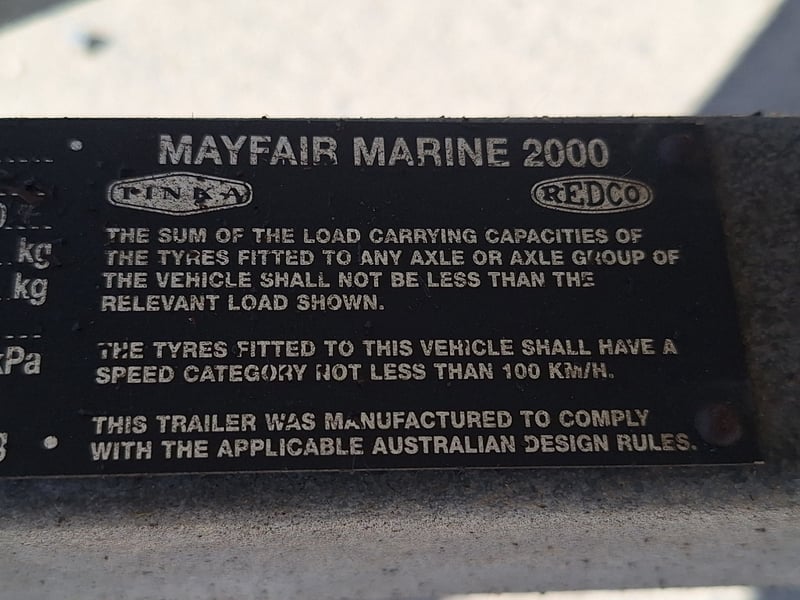 MAYFAIR MARINE 2000
REDCO
THE SUM OF THE LOAD CARRYING CAPACITIES OF
THE TYRES FITTED TO ANY AXLE OR AXLE GROUP OF
kg
THE VEHICLE SHALL NOT BE LESS THAN THE
kg
RELEVANT LOAD SHOWN.
THE TYRES FITTED TO THIS VEHICLE SHALL HAVE A
kPa
SPEED CATEGORY NOT LESS THAN 100 KM/H.
THIS TRAILER WAS MANUFACTURED TO COMPLY
WITH THE APPLICABLE AUSTRALIAN DESIGN RULES.